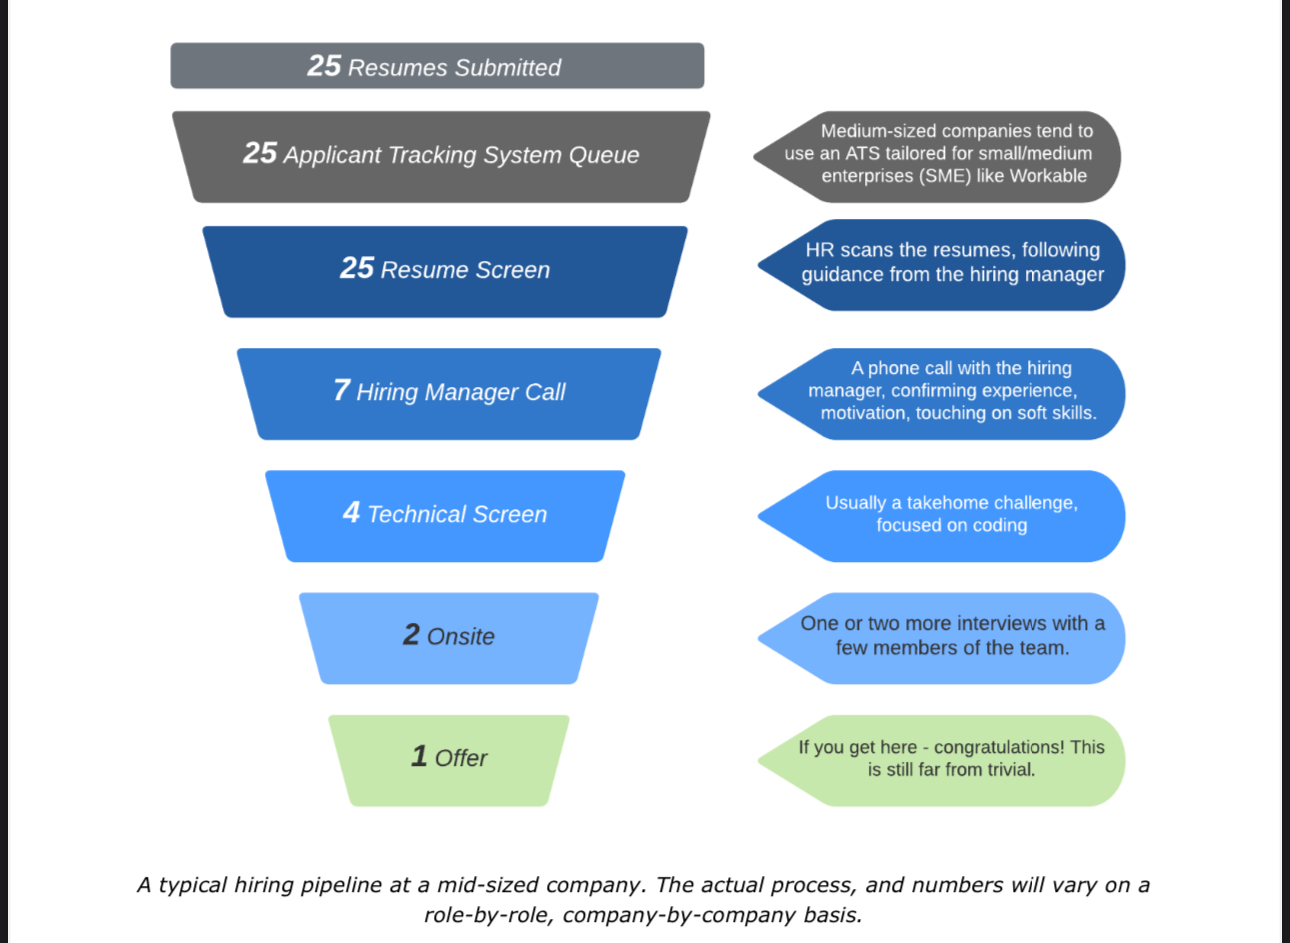 25 Resumes Submitted
25 Applicant Tracking System Queue
Medium-sized companies tend to
use an ATS tailored for small/medium
enterprises (SME) like Workable
25 Resume Screen
HR scans the resumes, following
guidance from the hiring manager
7 Hiring Manager Call
A phone call with the hiring
manager, confirming experience,
motivation, touching on soft skills.
4 Technical Screen
Usually a takehome challenge,
focused on coding
2 Onsite
One or two more interviews with a
few members of the team.
1 Offer
If you get here - congratulations! This
is still far from trivial.
A typical hiring pipeline at a mid-sized company. The actual process, and numbers will vary on a
role-by-role, company-by-company basis.